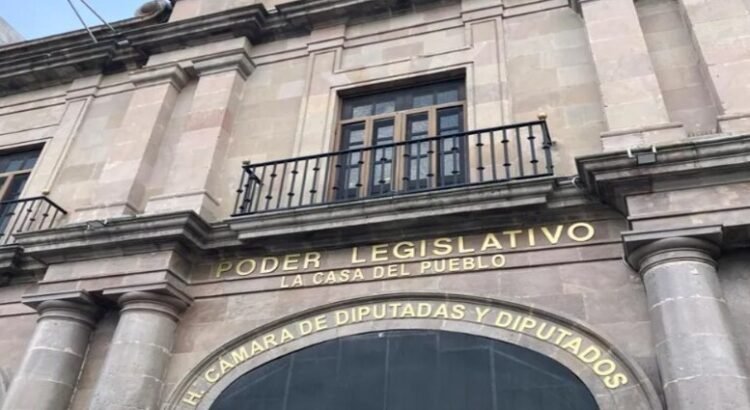 PODER LEGISLATIVO
LA CASA DEL PUEBLO
H. CÁMARA DE DIPUTADAS Y DIPUTADOS